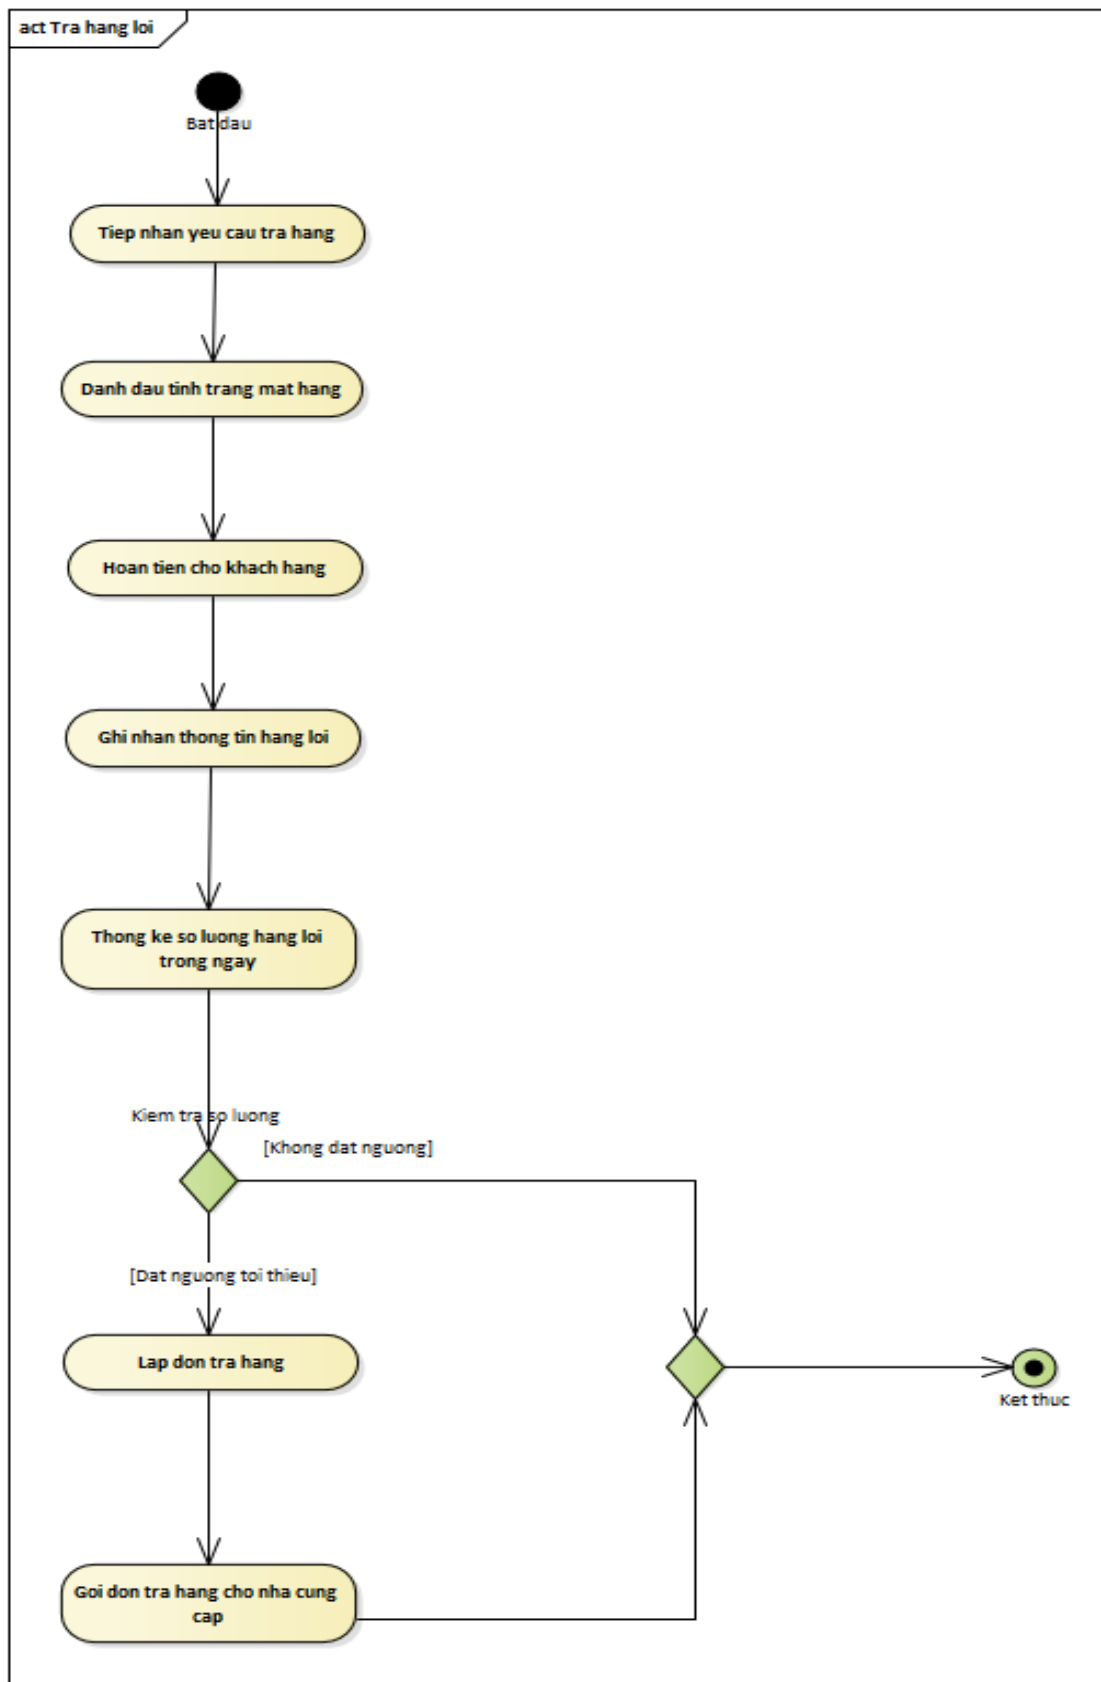 act Tra hang loi
Bat dau
Tiep nhan yeu cau tra hang
Danh dau tinh trang mat hang
Hoan tien cho khach hang
Ghi nhan thong tin hang loi
Thong ke so luong hang loi
trong ngay
Kiem tra so luong
[Khong dat nguong]
[Dat nguong toi thieu]
Lap don tra hang
Ket thuc
Goi don tra hang cho nha cung
cap